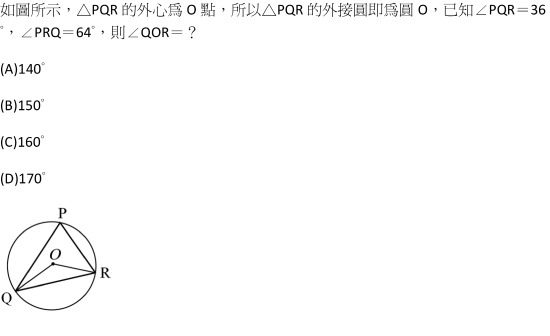 如圖所示，△PQR 的外心爲 O 點，所以△PQR 的外接圓即爲圓 O，已知∠PQR＝36
°，∠PRQ＝64°，則∠QOR＝？
(A)140°
(B)150°
(C)160°
(D)170°
P
O
R
Q